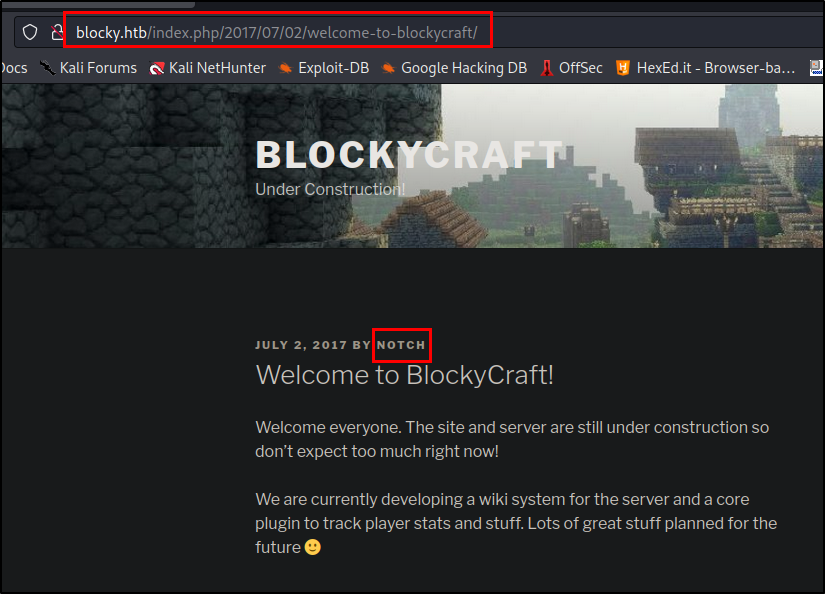 blocky.htb/index.php/2017/07/02/welcome-to-blockycraft/
Docs Kali Forums Kali NetHunter Exploit-DB Google Hacking DB OffSec HexEd.it - Browser-ba…
BLOCKYCRAFT
Under Construction!
JULY 2, 2017 BY NOTCH
Welcome to BlockyCraft!
Welcome everyone. The site and server are still under construction so
don’t expect too much right now!
We are currently developing a wiki system for the server and a core
plugin to track player stats and stuff. Lots of great stuff planned for the
future 🙂